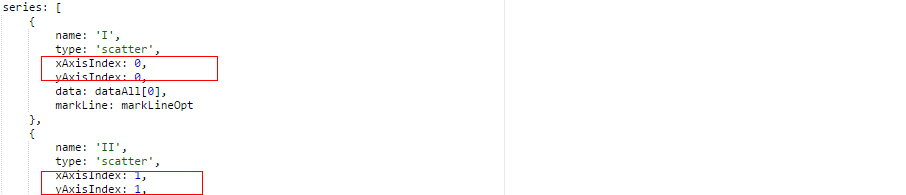 series: [
{
name: 'I',
type: 'scatter',
xAxisIndex: 0,
yAxisIndex: 0,
data: dataAll[0],
markLine: markLineOpt
},
{
name: 'II',
type: 'scatter',
xAxisIndex: 1,
yAxisIndex: 1,